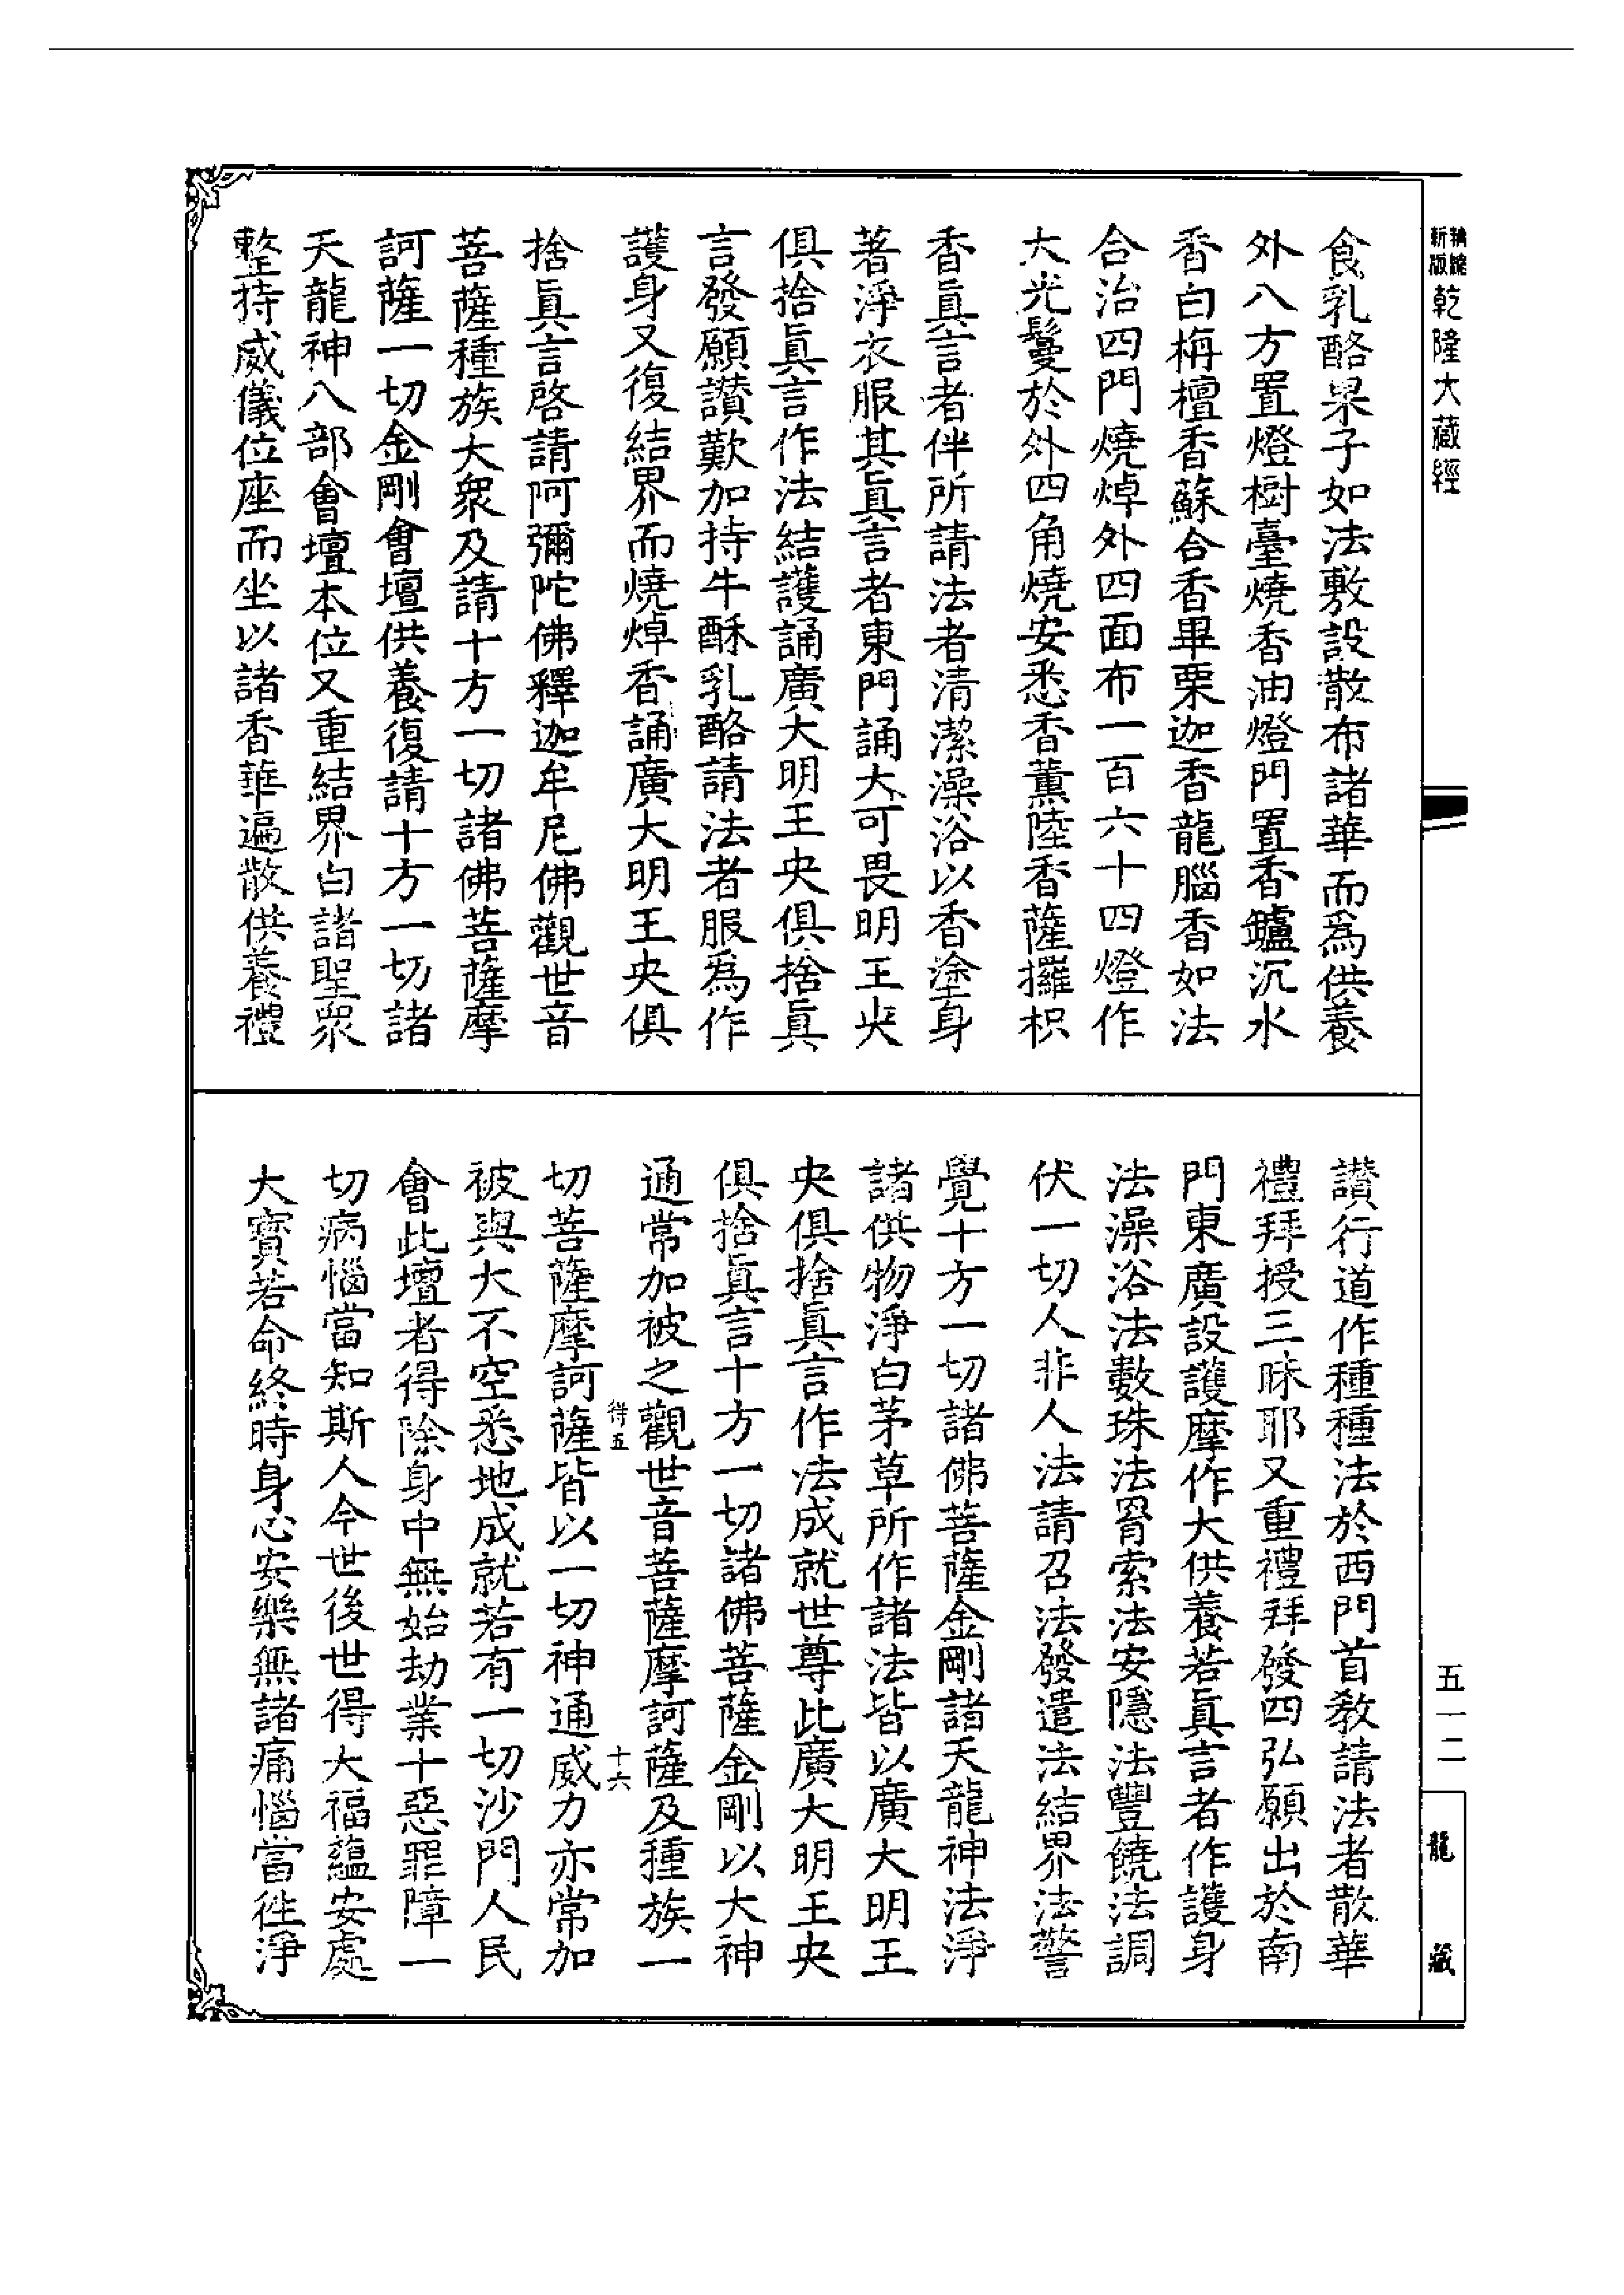 新版
乾隆大藏經
食乳酪果子如法敷設散布諸華而爲供養
外八方置燈樹臺燒香油燈門置香鑪沉水
香白栴檀香蘇合香畢栗迦香龍腦香如法
合治四門燒焯外四面布一百六十四燈作
大光鬘於外四角燒安悉香薰陸香薩攞枳
香眞言者伴所請法者清潔澡浴以香塗身
著淨衣服其眞言者東門誦大可畏明王央
俱捨眞言作法結護誦廣大明王央俱捨眞
言發願讃歎加持牛酥乳酪請法者服爲作
護身又復結界而燒焯香誦廣大明王央俱
捨眞言啓請阿彌陀佛釋迦牟尼佛觀世音
菩薩種族大衆及請十方一切諸佛菩薩摩
訶薩一切金剛會壇供養復請十方一切諸
天龍神八部會壇本位又重結界白諸聖衆
整持威儀位座而坐以諸香華遍散供養禮
讃行道作種種法於西門首教請法者散華
禮拜授三昧耶又重禮拜發四弘願出於南
門東廣設護摩作大供養若眞言者作護身
法澡浴法數珠法罥索法安隱法豐饒法調
伏一切人非人法請召法發遣法結界法警
覺十方一切諸佛菩薩金剛諸天龍神法淨
諸供物淨白茅草所作諸法皆以廣大明王
央俱捨眞言作法成就世尊此廣大明王央
俱捨眞言十方一切諸佛菩薩金剛以大神
通常加被之觀世音菩薩摩訶薩及種族一
切菩薩摩訶薩皆以一切神通威力亦常加
被與大不空悉地成就若有一切沙門人民
會此壇者得除身中無始劫業十惡罪障一
切病惱當知斯人今世後世得大福蘊安處
大寶若命終時身心安樂無諸痛惱當徃淨
五
十六
五一二
龍藏